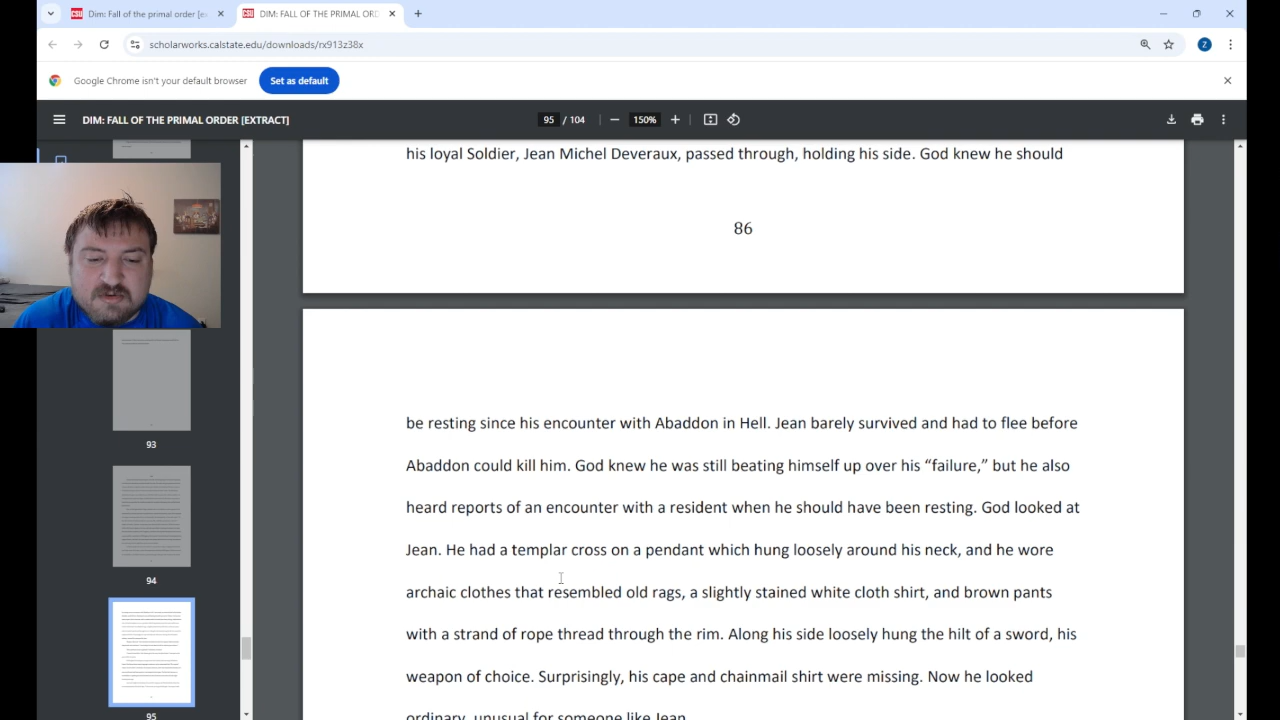 Dim: Fall of the primal order [e
DIM: FALL OF THE PRIMAL ORD
scholarworks.calstate.edu/downloads/rx913z38x
Z
Google Chrome isn't your default browser
Set as default
DIM: FALL OF THE PRIMAL ORDER [EXTRACT]
95 / 104
150%
his loyal Soldier, Jean Michel Deveraux, passed through, holding his side. God knew he should
86
be resting since his encounter with Abaddon in Hell. Jean barely survived and had to flee before
Abaddon could kill him. God knew he was still beating himself up over his “failure,” but he also
heard reports of an encounter with a resident when he should have been resting. God looked at
Jean. He had a templar cross on a pendant which hung loosely around his neck, and he wore
archaic clothes that resembled old rags, a slightly stained white cloth shirt, and brown pants
with a strand of rope thread through the rim. Along his side loosely hung the hilt of a sword, his
weapon of choice. Surprisingly, his cape and chainmail shirt were missing. Now he looked
ordinary, unusual for someone like Jean.
93
94
95